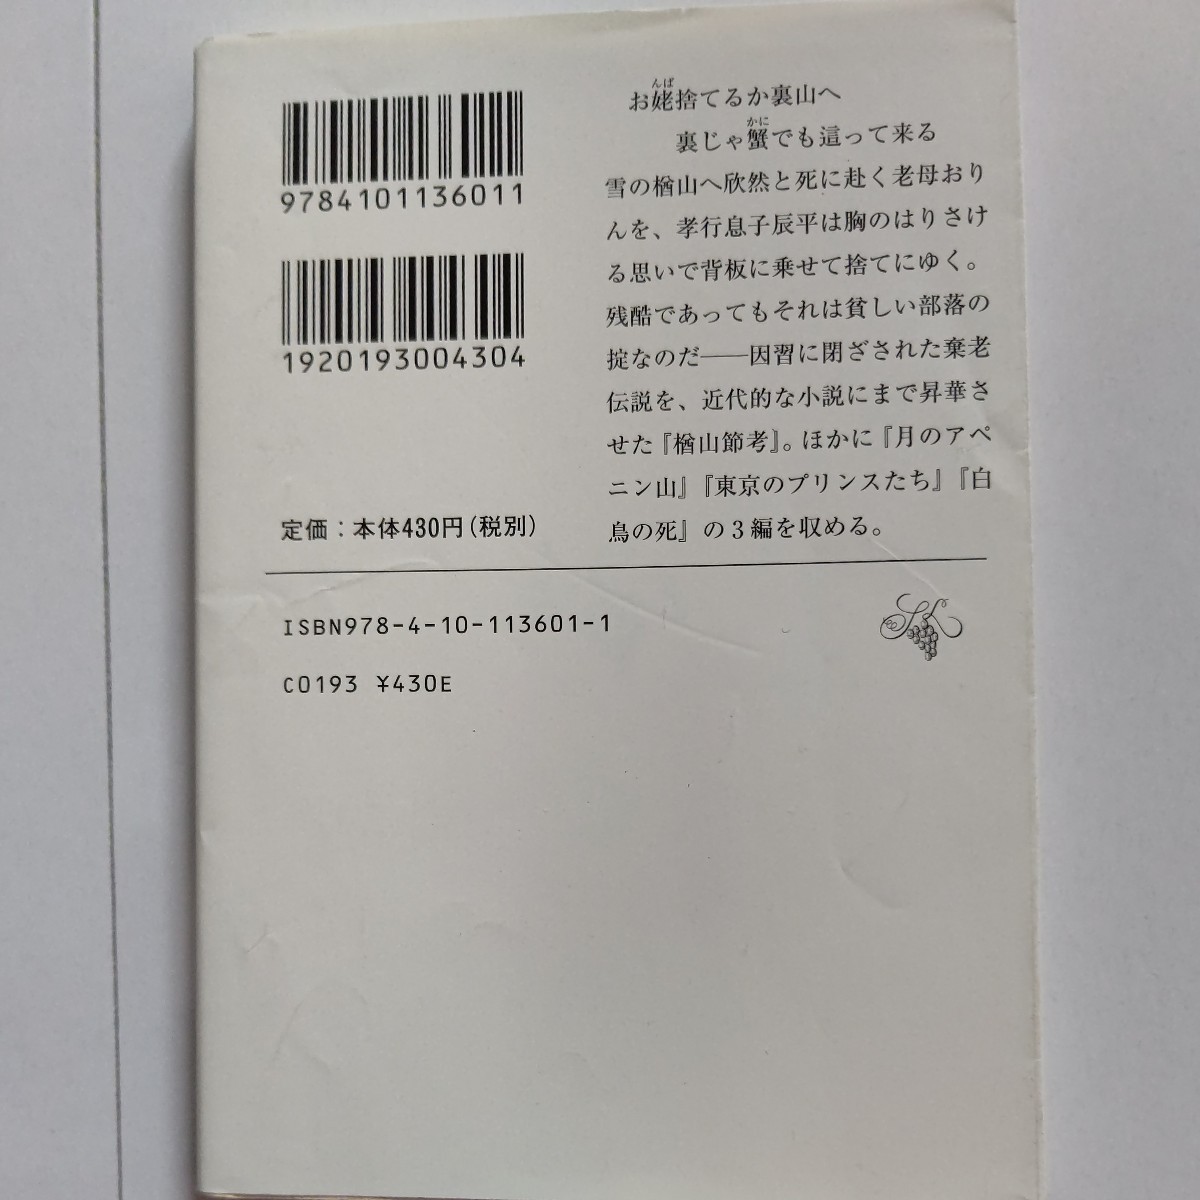 9784101136011
1920193004304
定価：本体430円（税別）
お姥捨てるか裏山へ
んば
裏じゃ蟹でも這って来る
かに
雪の楢山へ欣然と死に赴く老母おり
んを、孝行息子辰平は胸のはりさけ
る思いで背板に乗せて捨てにゆく。
残酷であってもそれは貧しい部落の
掟なのだ――因習に閉ざされた棄老
伝説を、近代的な小説にまで昇華さ
せた『楢山節考』。ほかに『月のアペ
ニン山』『東京のプリンスたち』『白
鳥の死』の3編を収める。
ISBN978-4-10-113601-1
C0193 ¥430E